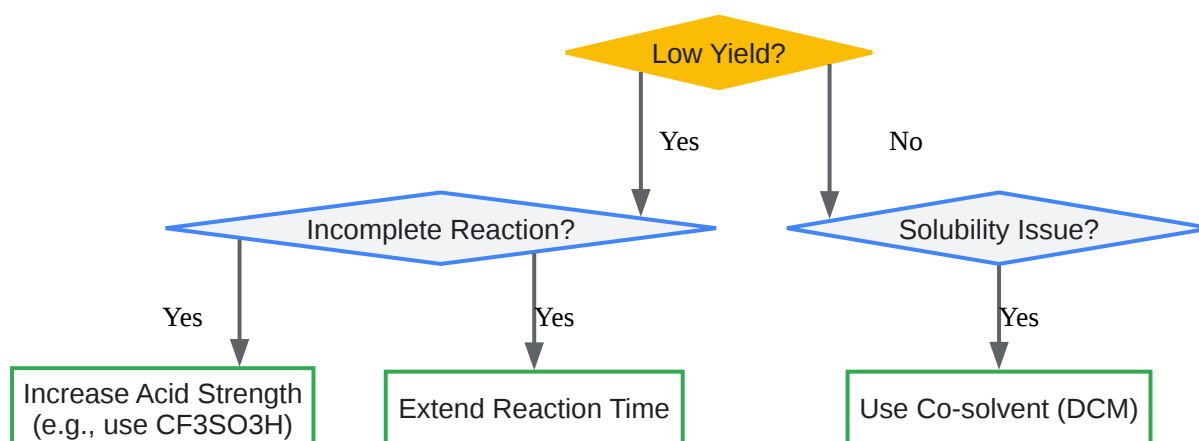 Low Yield?
Yes
No
Incomplete Reaction?
Solubility Issue?
Yes
Yes
Yes
Increase Acid Strength
(e.g., use CF3SO3H)
Extend Reaction Time
Use Co-solvent (DCM)